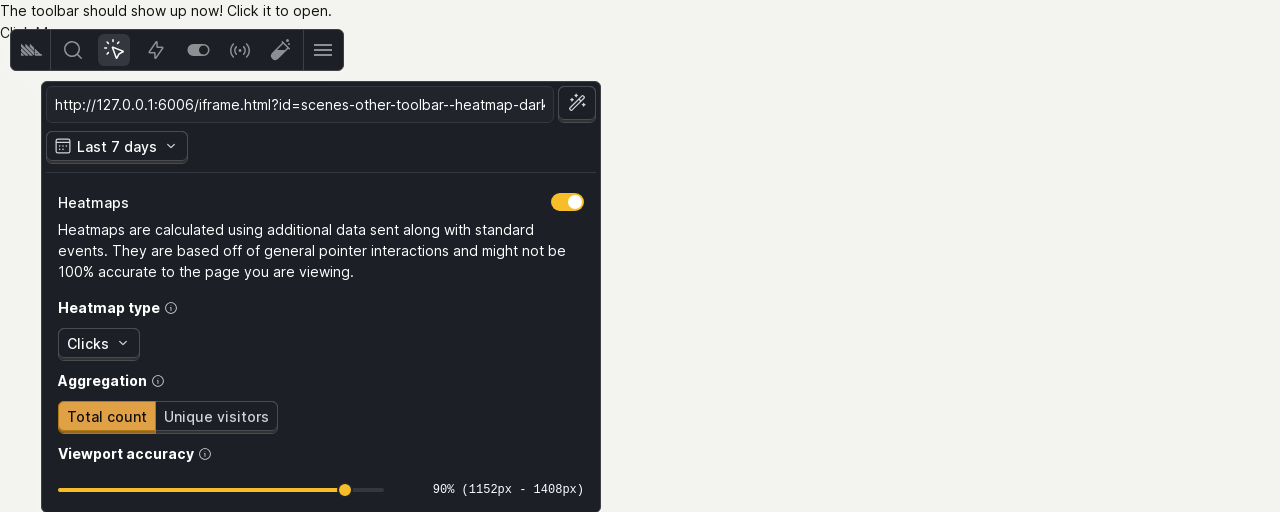 The toolbar should show up now! Click it to open.
http://127.0.0.1:6006/iframe.html?id=scenes-other-toolbar--heatmap-dark
Last 7 days
Heatmaps
Heatmaps are calculated using additional data sent along with standard
events. They are based off of general pointer interactions and might not be
100% accurate to the page you are viewing.
Heatmap type
Clicks
Aggregation
Total count Unique visitors
Viewport accuracy
90% (1152px - 1408px)